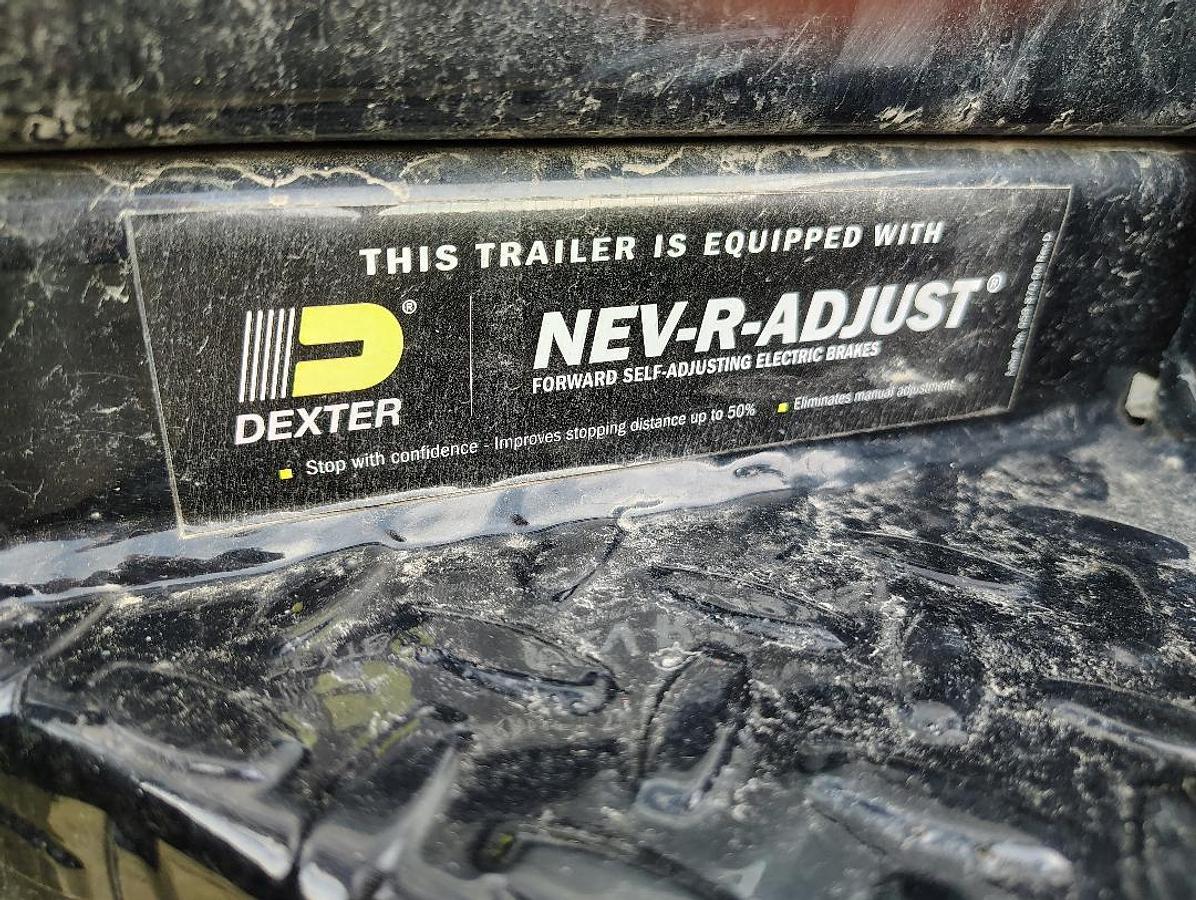 THIS TRAILER IS EQUIPPED WITH
®
DEXTER
NEV-R-ADJUST®
FORWARD SELF-ADJUSTING ELECTRIC BRAKES
Stop with confidence - Improves stopping distance up to 50%
Eliminates manual adjustment